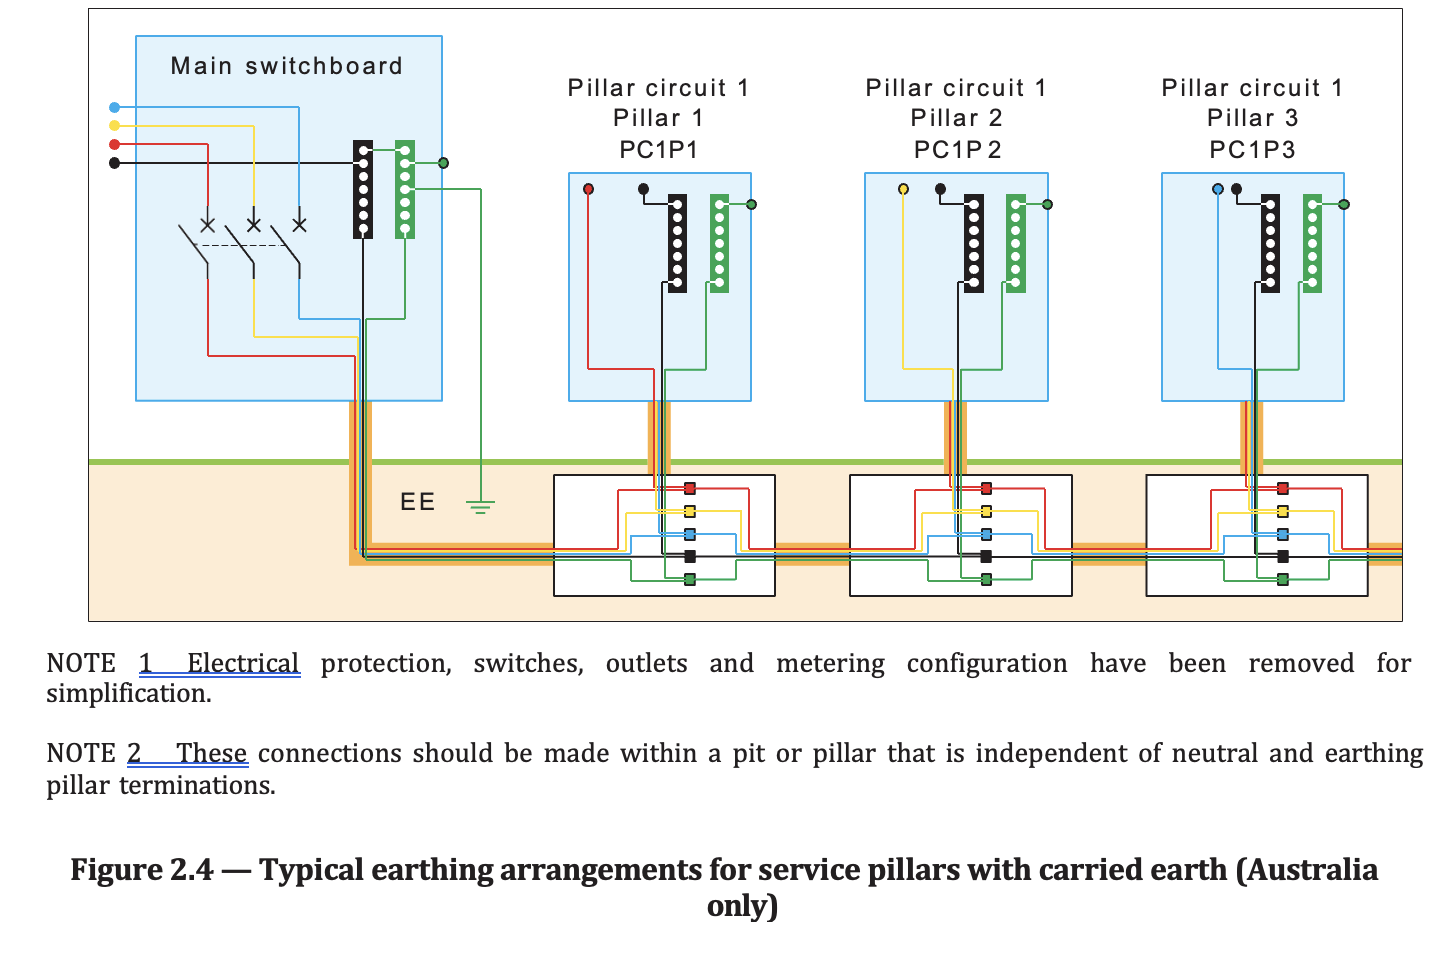 Main switchboard
Pillar circuit 1
Pillar 1
PC1P1
Pillar circuit 1
Pillar 2
PC1P 2
Pillar circuit 1
Pillar 3
PC1P3
EE
NOTE 1 Electrical protection, switches, outlets and metering configuration have been removed for
simplification.
NOTE 2 These connections should be made within a pit or pillar that is independent of neutral and earthing
pillar terminations.
Figure 2.4 — Typical earthing arrangements for service pillars with carried earth (Australia
only)